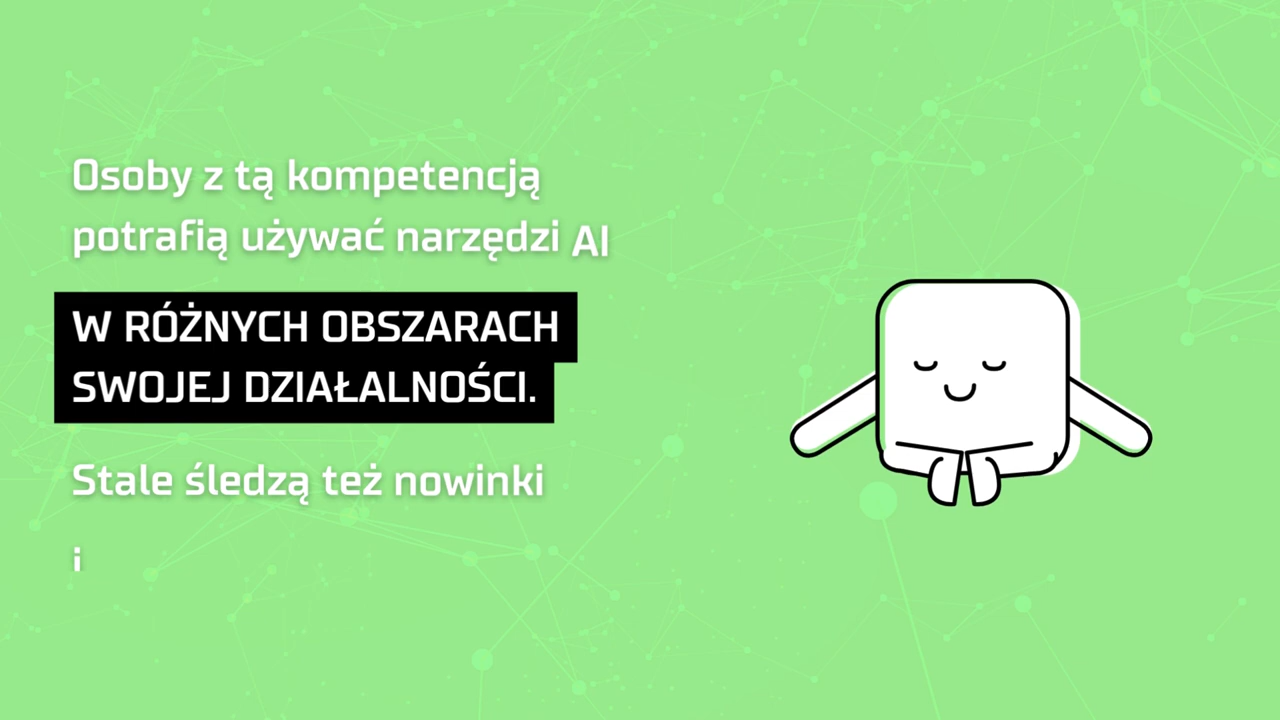 Osoby z tą kompetencją
potrafią używać narzędzi AI
W RÓŻNYCH OBSZARACH
SWOJEJ DZIAŁALNOŚCI.
Stale śledzą też nowinki
i